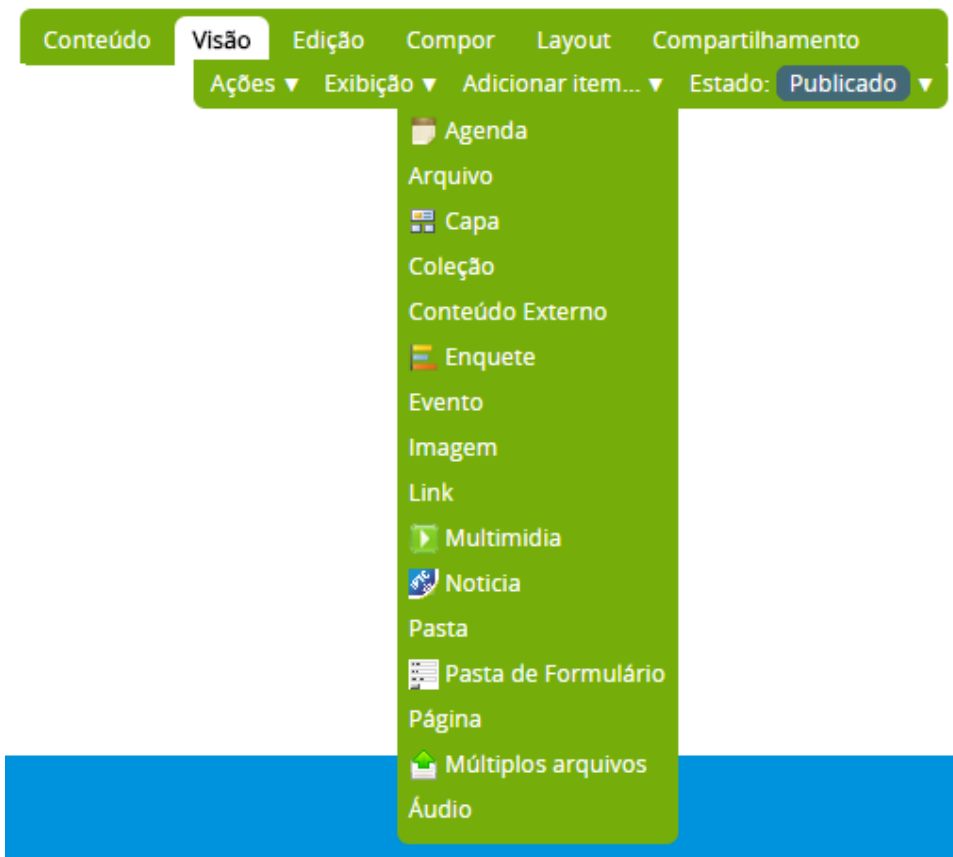 Conteúdo Visão Edição Compor Layout Compartilhamento
Ações ▼ Exibição ▼ Adicionar item... ▼ Estado: Publicado ▼
Agenda
Arquivo
Capa
Coleção
Conteúdo Externo
Enquete
Evento
Imagem
Link
Multimidia
Noticia
Pasta
Pasta de Formulário
Página
Múltiplos arquivos
Áudio